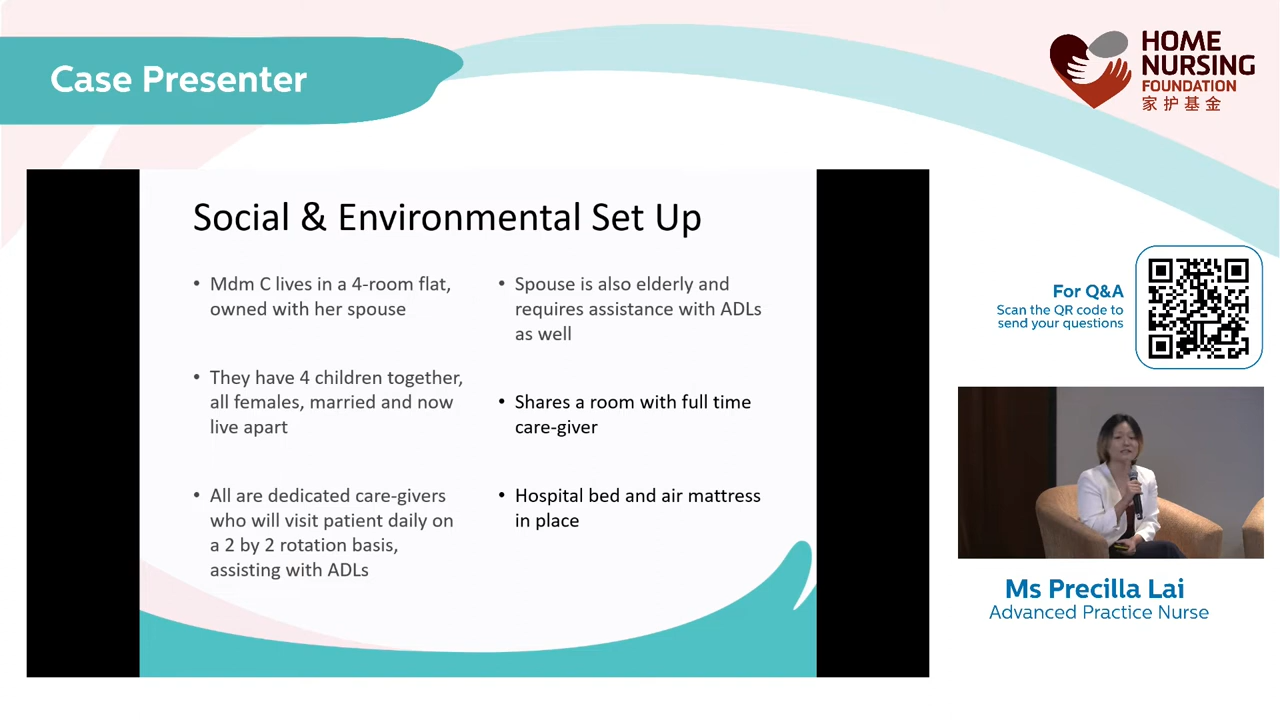 Case Presenter
HOME
NURSING
FOUNDATION
家护基金
Social & Environmental Set Up
• Mdm C lives in a 4-room flat,
owned with her spouse
• They have 4 children together,
all females, married and now
live apart
• All are dedicated care-givers
who will visit patient daily on
a 2 by 2 rotation basis,
assisting with ADLs
• Spouse is also elderly and
requires assistance with ADLs
as well
• Shares a room with full time
care-giver
• Hospital bed and air mattress
in place
For Q&A
Scan the QR code to
send your questions
Ms Precilla Lai
Advanced Practice Nurse